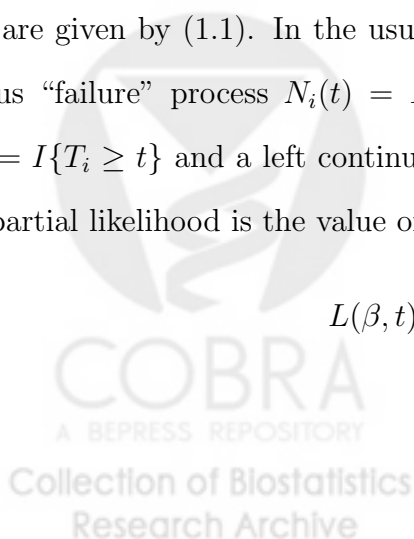 are given by (1.1). In the usu
us “failure” process N_i(t) =
= I{T_i ≥ t} and a left continu
partial likelihood is the value o
L(β, t)
COBRA
A BEPRESS REPOSITORY
Collection of Biostatistics
Research Archive